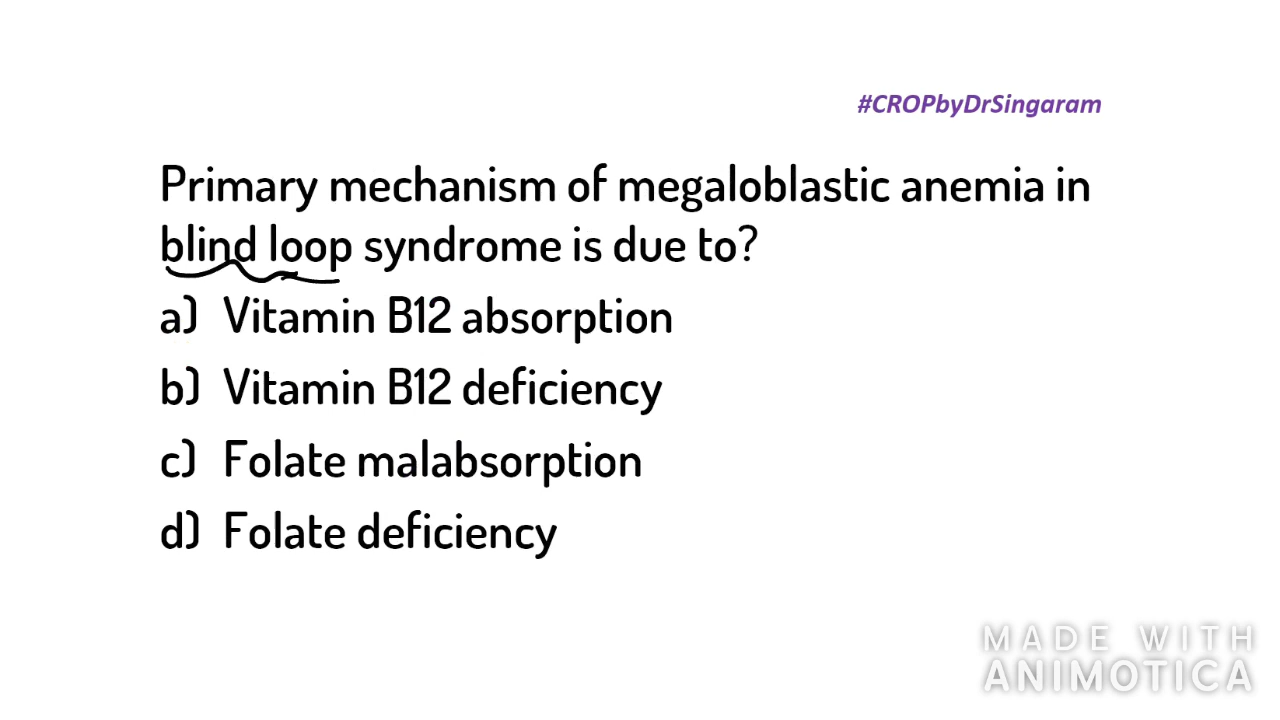 #CROPbyDrSingaram
Primary mechanism of megaloblastic anemia in
blind loop syndrome is due to?
a) Vitamin B12 absorption
b) Vitamin B12 deficiency
c) Folate malabsorption
d) Folate deficiency
MADE WITH
ANIMOTICA